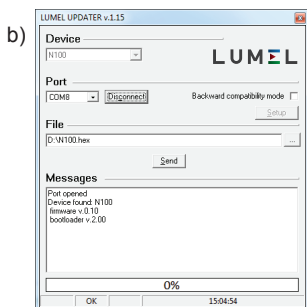 b)
LUMEL UPDATER v.1.15
Device
N100
LUMEL
Port
COM8 Disconnect Backward compatibility mode
Setup
File
D:\N100.hex ...
Send
Messages
Port opened
Device found: N100
firmware v.0.10
bootloader v.2.00
0%
OK 15:04:54